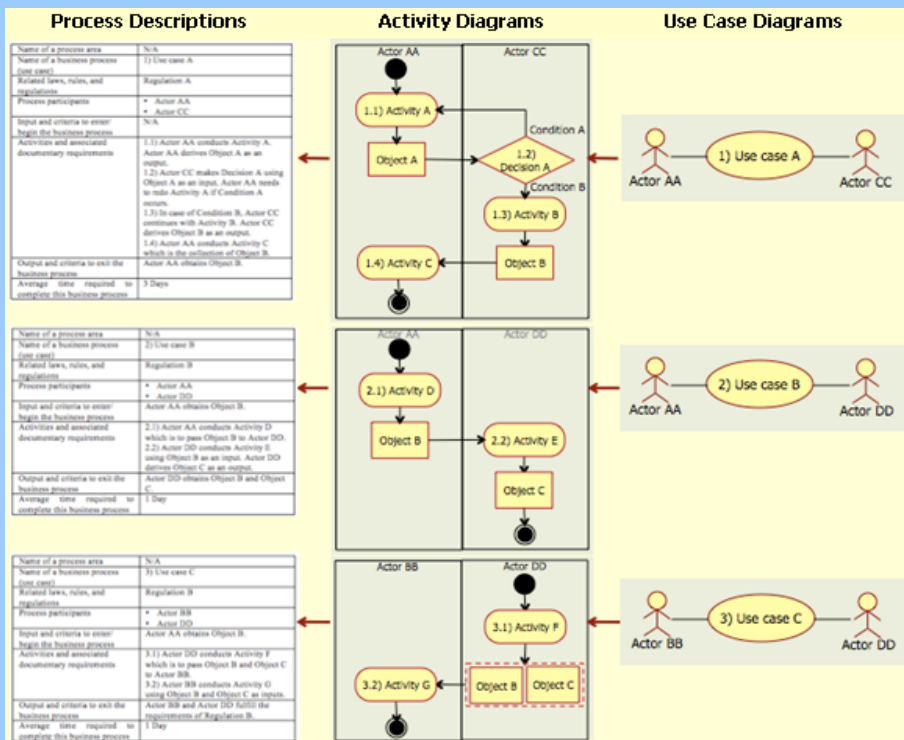 Process Descriptions
Activity Diagrams
Use Case Diagrams
Name of a process area N/A
Name of a business process (use case) 1) Use case A
Related laws, rules, and regulations Regulation A
Process participants • Actor AA
• Actor CC
Input and criteria to enter/ begin the business process N/A
Activities and associated documentary requirements
1.1) Actor AA conducts Activity A.
Actor AA derives Object A as an
output.
1.2) Actor CC makes Decision A using
Object A as an input. Actor AA needs
to redo Activity A if Condition A
occurs.
1.3) In case of Condition B, Actor CC
continues with Activity B. Actor CC
derives Object B as an output.
1.4) Actor AA conducts Activity C
which is the collection of Object B.
Output and criteria to exit the business process Actor AA obtains Object B.
Average time required to complete this business process 3 Days
Actor AA
Actor CC
1.1) Activity A
Condition A
Object A
1.2)
Decision A
Condition B
1.3) Activity B
1.4) Activity C
Object B
1) Use case A
Actor AA
Actor CC
Name of a process area N/A
Name of a business process (use case) 2) Use case B
Related laws, rules, and regulations Regulation B
Process participants • Actor AA
• Actor DD
Input and criteria to enter/ begin the business process Actor AA obtains Object B.
Activities and associated documentary requirements
2.1) Actor AA conducts Activity D
which is to pass Object B to Actor DD.
2.2) Actor DD conducts Activity E
using Object B as an input. Actor DD
derives Object C as an output.
Output and criteria to exit the business process Actor DD obtains Object B and Object C.
Average time required to complete this business process 1 Day
Actor AA
Actor DD
2.1) Activity D
Object B
2.2) Activity E
Object C
2) Use case B
Actor AA
Actor DD
Name of a process area N/A
Name of a business process (use case) 3) Use case C
Related laws, rules, and regulations Regulation B
Process participants • Actor BB
• Actor DD
Input and criteria to enter/ begin the business process Actor AA obtains Object B.
Activities and associated documentary requirements
3.1) Actor DD conducts Activity F
which is to pass Object B and Object C
to Actor BB.
3.2) Actor BB conducts Activity G
using Object B and Object C as inputs.
Output and criteria to exit the business process Actor BB and Actor DD fulfill the requirements of Regulation B.
Average time required to complete this business process 1 Day
Actor BB
Actor DD
3.1) Activity F
3.2) Activity G
Object B
Object C
3) Use case C
Actor BB
Actor DD